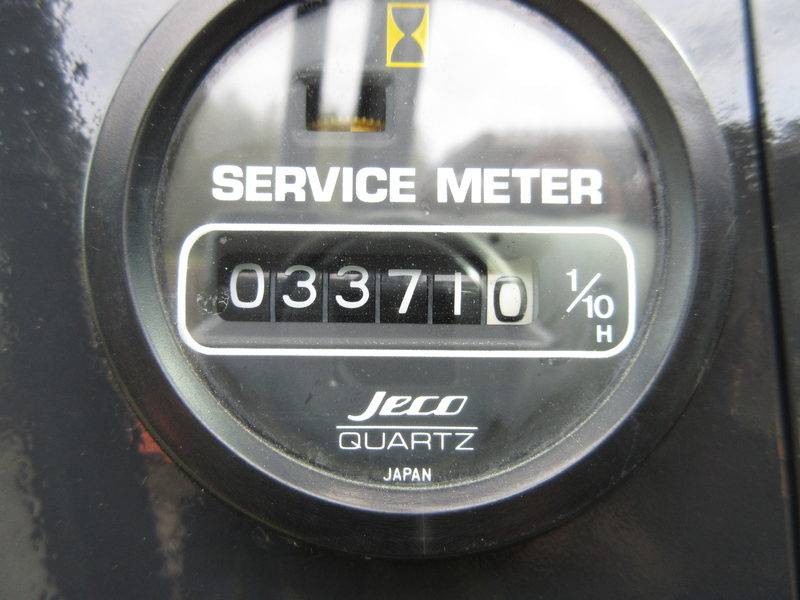 SERVICE METER
033710 1/10
H
Jeco
QUARTZ
JAPAN